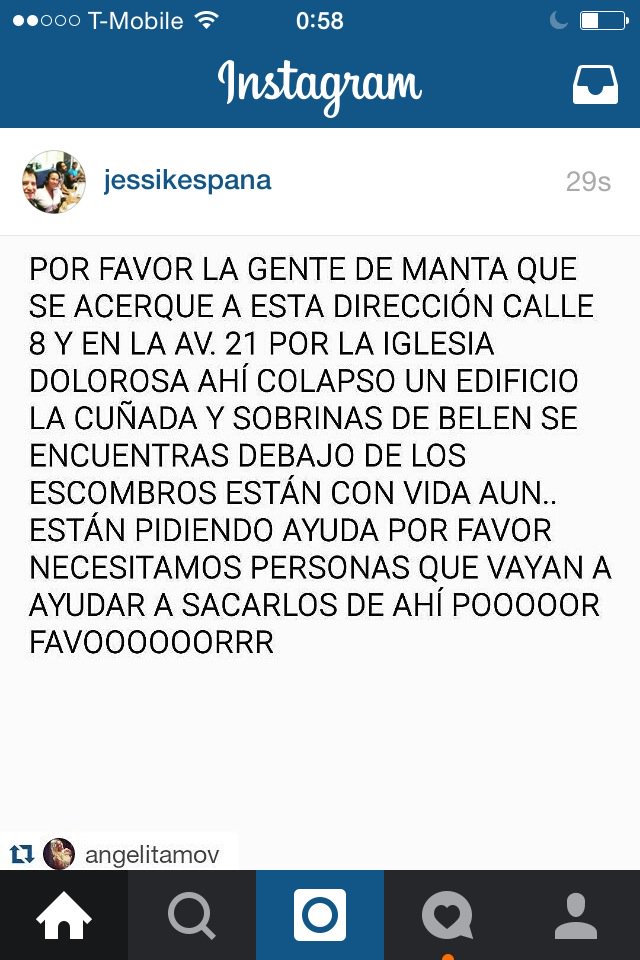 T-Mobile 0:58
Instagram
jessikespana 29s
POR FAVOR LA GENTE DE MANTA QUE
SE ACERQUE A ESTA DIRECCIÓN CALLE
8 Y EN LA AV. 21 POR LA IGLESIA
DOLOROSA AHÍ COLAPSO UN EDIFICIO
LA CUÑADA Y SOBRINAS DE BELEN SE
ENCUENTRAS DEBAJO DE LOS
ESCOMBROS ESTÁN CON VIDA AUN..
ESTÁN PIDIENDO AYUDA POR FAVOR
NECESITAMOS PERSONAS QUE VAYAN A
AYUDAR A SACARLOS DE AHÍ POOOOOR
FAVOOOOOORRR
angelitamov